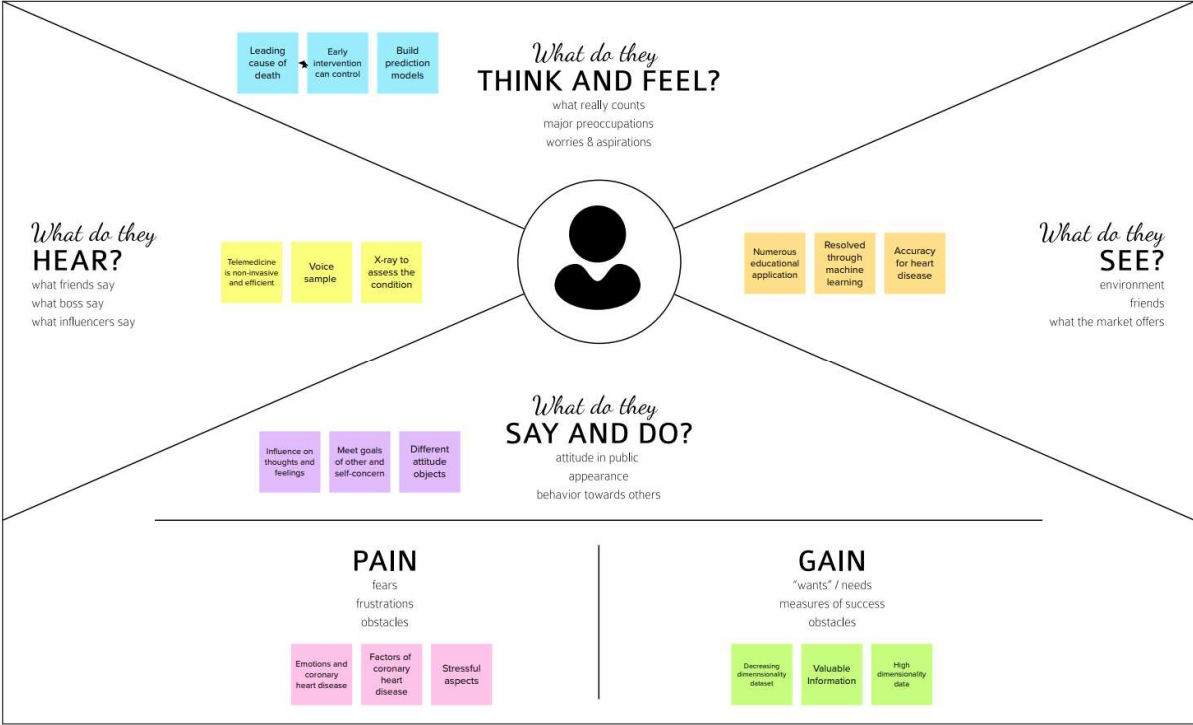 Leading
cause of
death
Early
intervention
can control
Build
prediction
models
What do they
THINK AND FEEL?
what really counts
major preoccupations
worries & aspirations
What do they
HEAR?
what friends say
what boss say
what influencers say
Telemedicine
is non-invasive
and efficient
Voice
sample
X-ray to
assess the
condition
Numerous
educational
application
Resolved
through
machine
learning
Accuracy
for heart
disease
What do they
SEE?
environment
friends
what the market offers
What do they
SAY AND DO?
attitude in public
appearance
behavior towards others
Influence on
thoughts and
feelings
Meet goals
of other and
self-concern
Different
attitude
objects
PAIN
fears
frustrations
obstacles
Emotions and
coronary
heart disease
Factors of
coronary
heart
disease
Stressful
aspects
GAIN
"wants" / needs
measures of success
obstacles
Decreasing
dimernnsionality
dataset
Valuable
Information
High
dimensionality
data